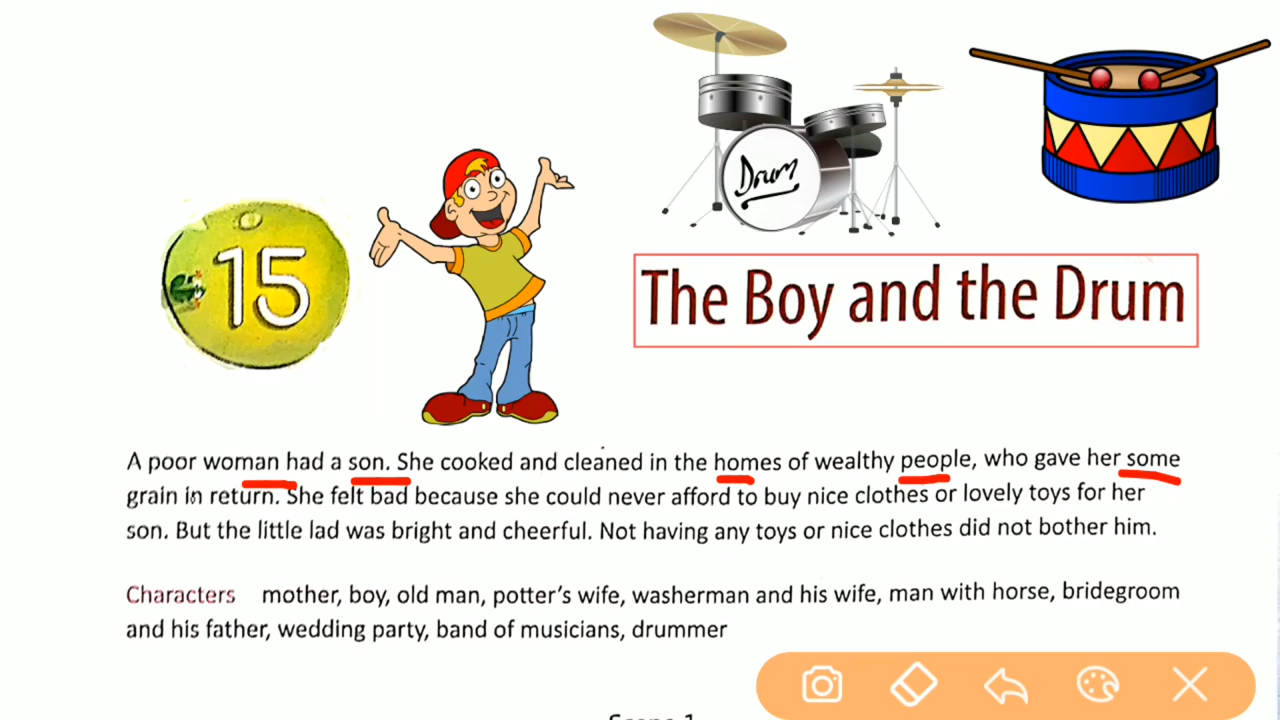 Drum
15
The Boy and the Drum
A poor woman had a son. She cooked and cleaned in the homes of wealthy people, who gave her some
grain in return. She felt bad because she could never afford to buy nice clothes or lovely toys for her
son. But the little lad was bright and cheerful. Not having any toys or nice clothes did not bother him.
Characters mother, boy, old man, potter's wife, washerman and his wife, man with horse, bridegroom
and his father, wedding party, band of musicians, drummer
Scene 1